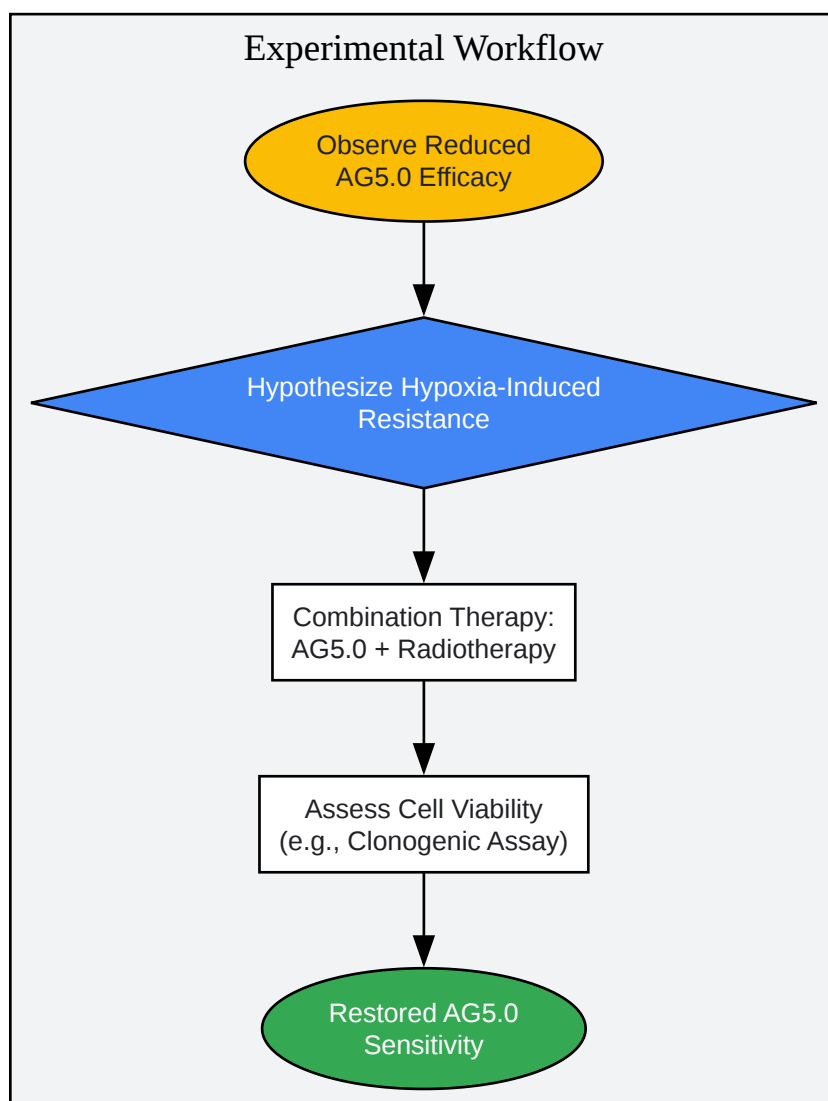 Experimental Workflow
Observe Reduced
AG5.0 Efficacy
Hypothesize Hypoxia-Induced
Resistance
Combination Therapy:
AG5.0 + Radiotherapy
Assess Cell Viability
(e.g., Clonogenic Assay)
Restored AG5.0
Sensitivity